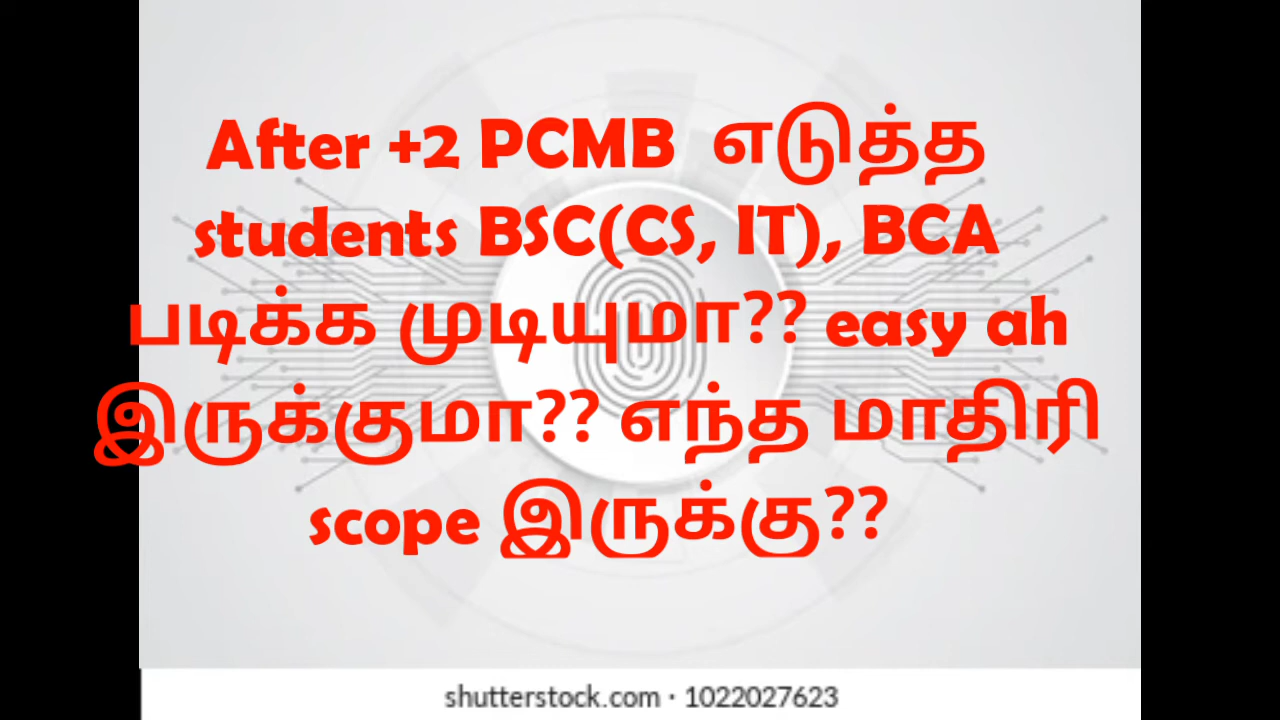 After +2 PCMB எடுத்த
students BSC(CS, IT), BCA
படிக்க முடியுமா?? easy ah
இருக்குமா?? எந்த மாதிரி
scope இருக்கு??
shutterstock.com · 1022027623